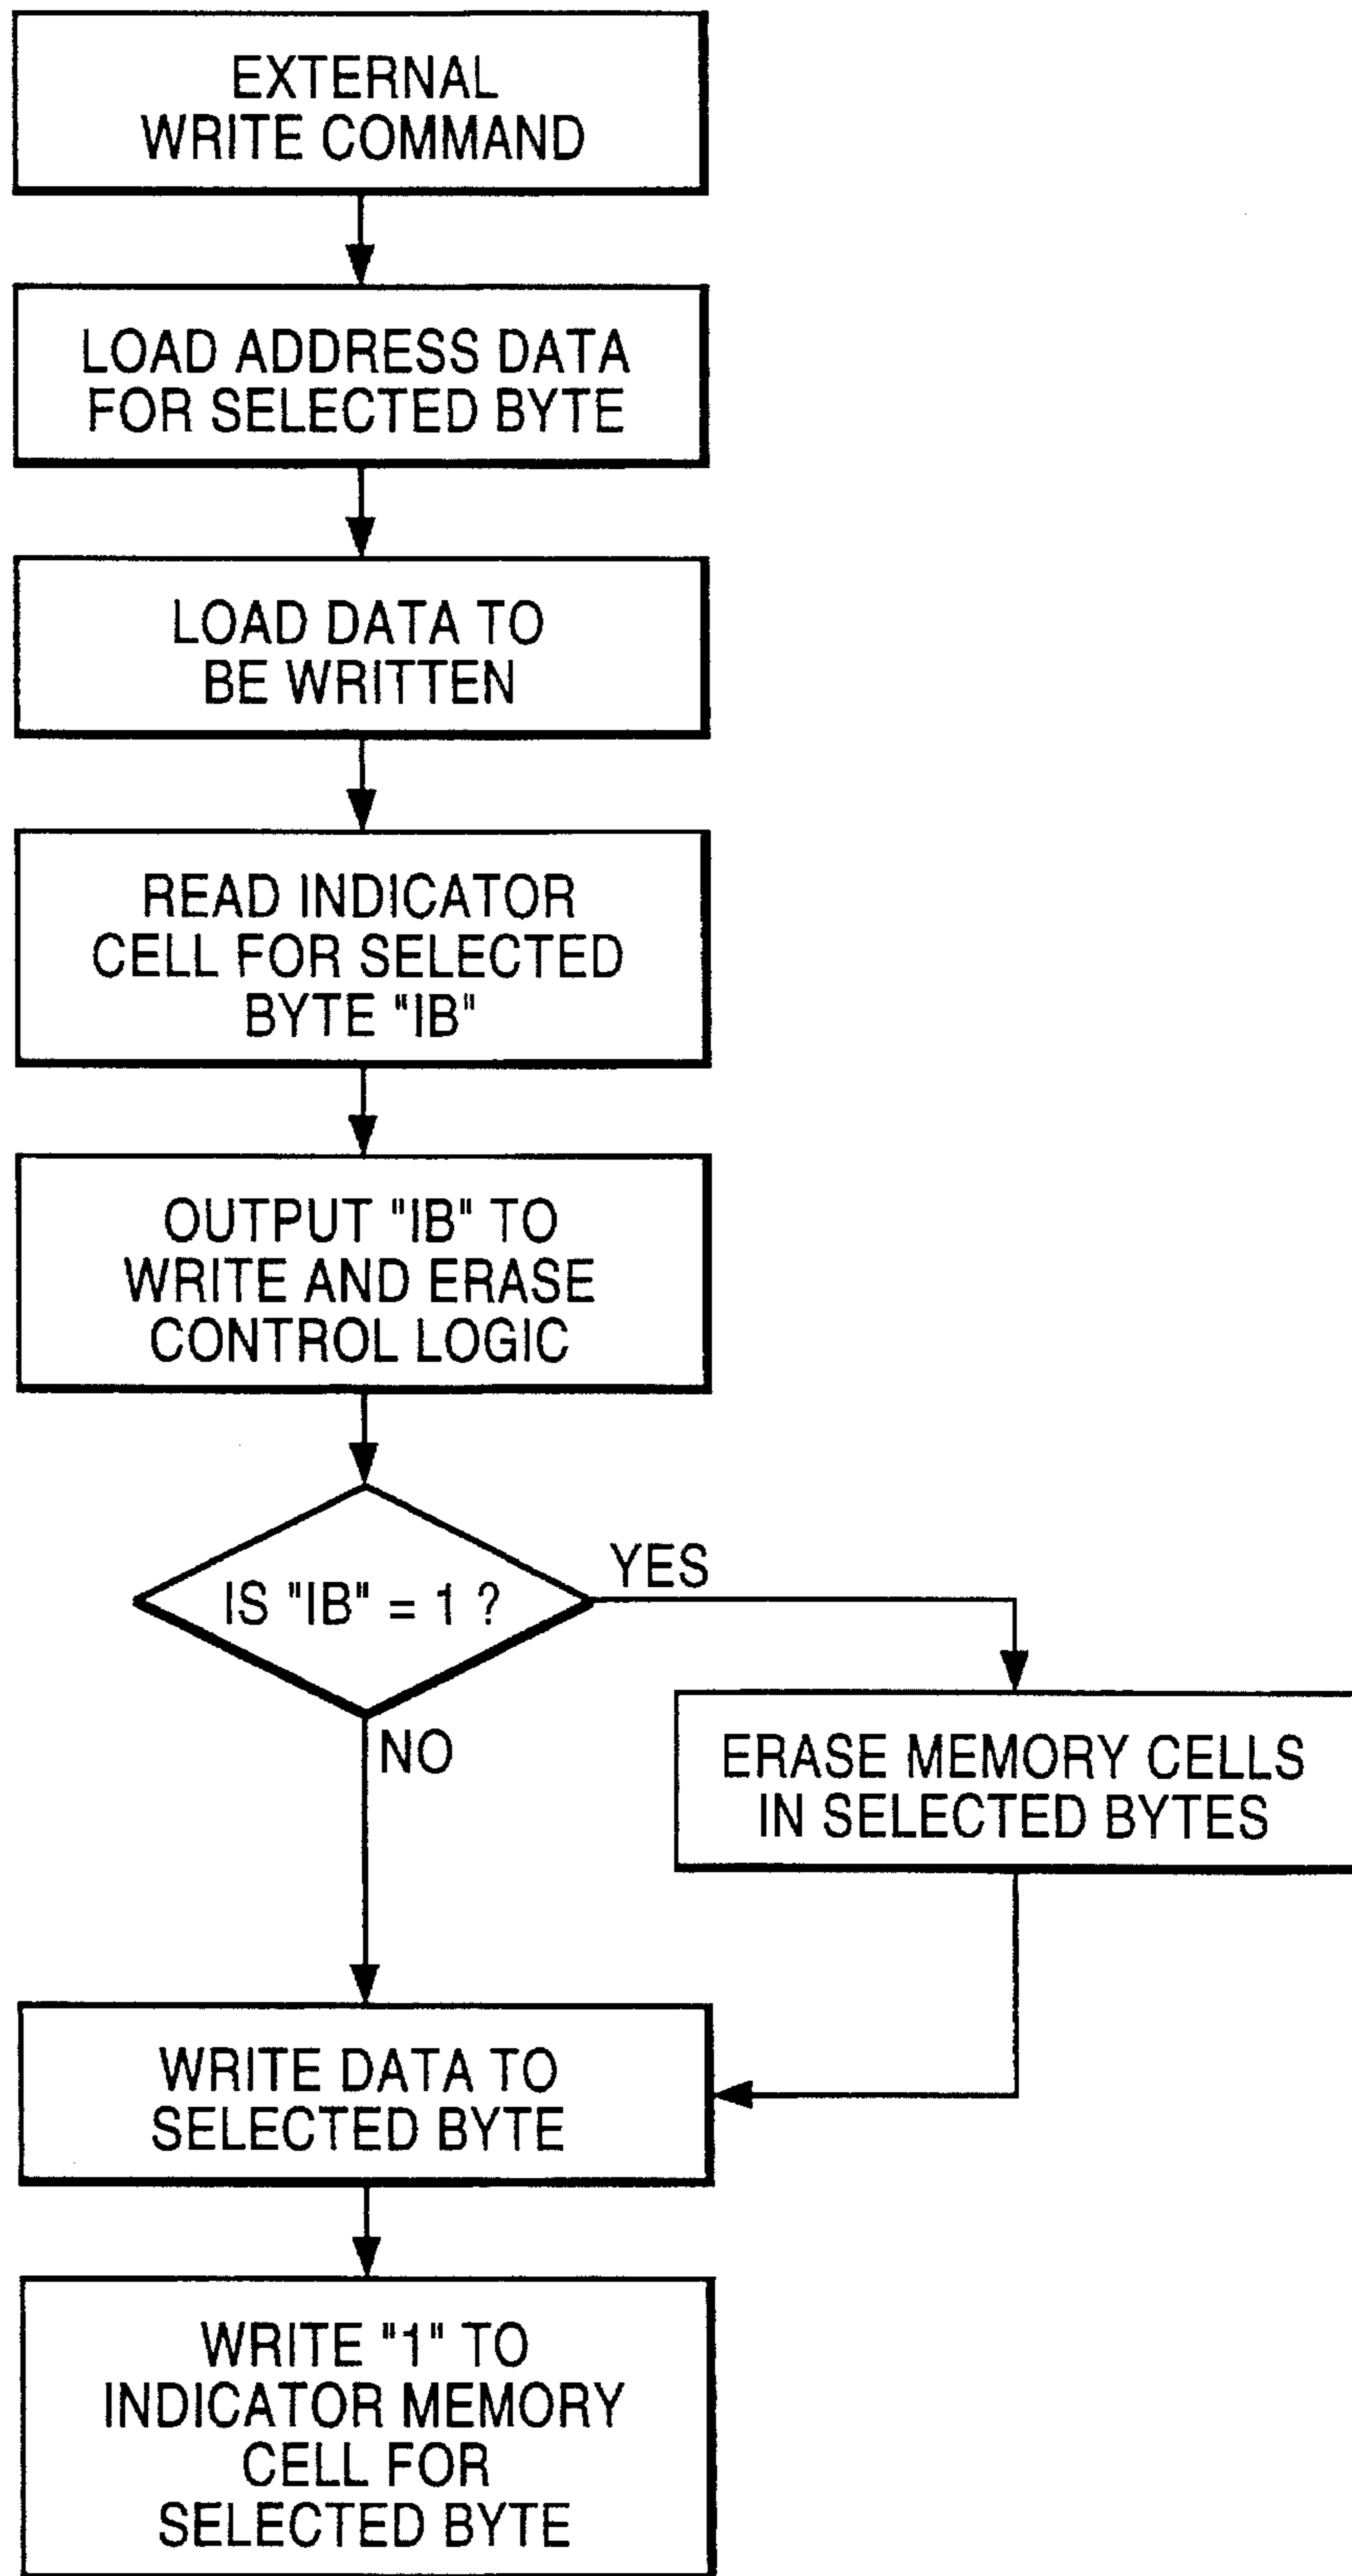 EXTERNAL
WRITE COMMAND
LOAD ADDRESS DATA
FOR SELECTED BYTE
LOAD DATA TO
BE WRITTEN
READ INDICATOR
CELL FOR SELECTED
BYTE "IB"
OUTPUT "IB" TO
WRITE AND ERASE
CONTROL LOGIC
IS "IB" = 1 ?
YES
NO
ERASE MEMORY CELLS
IN SELECTED BYTES
WRITE DATA TO
SELECTED BYTE
WRITE "1" TO
INDICATOR MEMORY
CELL FOR
SELECTED BYTE